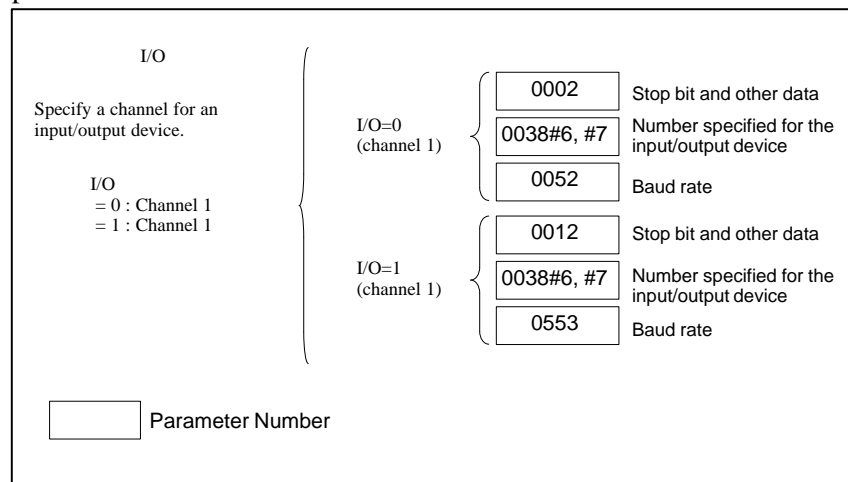 I/O
Specify a channel for an
input/output device.
I/O
= 0 : Channel 1
= 1 : Channel 1
I/O=0
(channel 1)
0002
Stop bit and other data
0038#6, #7
Number specified for the
input/output device
0052
Baud rate
I/O=1
(channel 1)
0012
Stop bit and other data
0038#6, #7
Number specified for the
input/output device
0553
Baud rate
Parameter Number